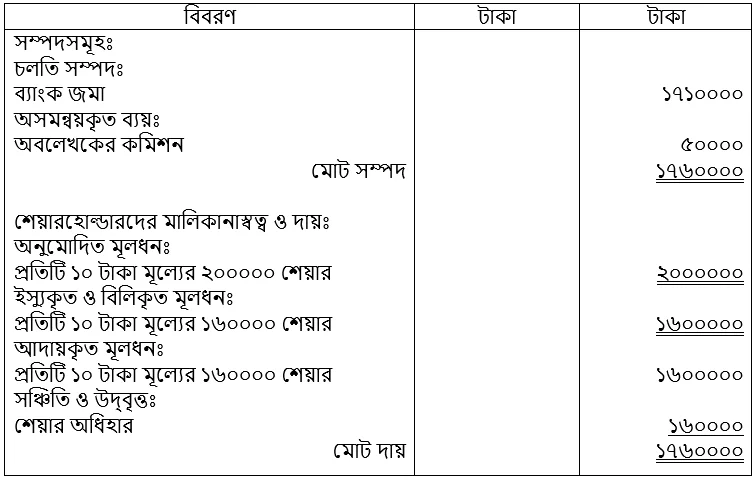 বিবরণ টাকা টাকা
সম্পদসমূহঃ
চলতি সম্পদঃ
ব্যাংক জমা ১৭১০০০০
অসমন্বয়কৃত ব্যয়ঃ
অবলেখকের কমিশন ৫০০০০
মোট সম্পদ ১৭৬০০০০
শেয়ারহোল্ডারদের মালিকানাস্বত্ব ও দায়ঃ
অনুমোদিত মূলধনঃ
প্রতিটি ১০ টাকা মূল্যের ২০০০০০ শেয়ার ২০০০০০০
ইস্যুকৃত ও বিলিকৃত মূলধনঃ
প্রতিটি ১০ টাকা মূল্যের ১৬০০০০ শেয়ার ১৬০০০০০
আদায়কৃত মূলধনঃ
প্রতিটি ১০ টাকা মূল্যের ১৬০০০০ শেয়ার ১৬০০০০০
সঞ্চিতি ও উদ্‌বৃত্তঃ
শেয়ার অধিহার ১৬০০০০
মোট দায় ১৭৬০০০০